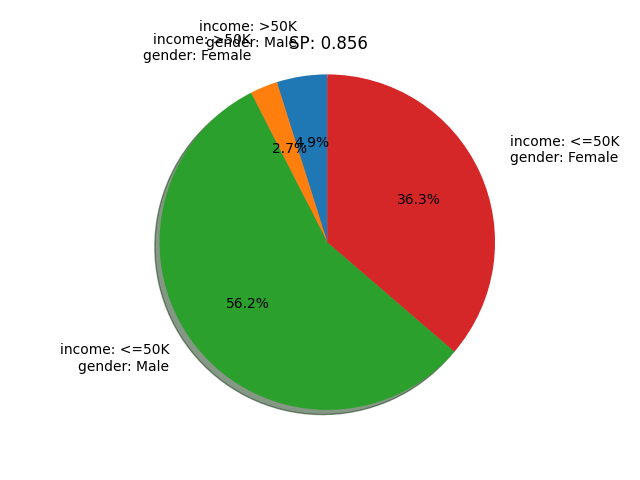 income: >50K
gender: Male
income: >50K
gender: Female
SP: 0.856
income: <=50K
gender: Female
4.9%
2.7%
36.3%
56.2%
income: <=50K
gender: Male